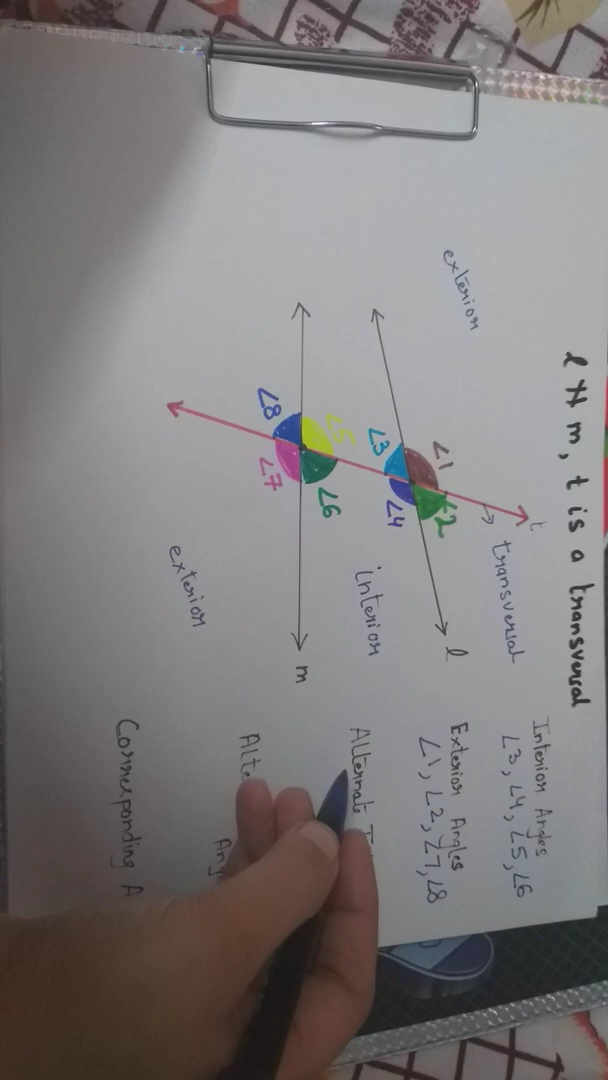 l ∦ m, t is a transversal
t
transversal
exterior
∠1
∠2
l
∠3
∠4
interior
∠5
∠6
m
∠8
∠7
exterior
Interior Angles
∠3, ∠4, ∠5, ∠6
Exterior Angles
∠1, ∠2, ∠7, ∠8
Alternate
Corresponding A